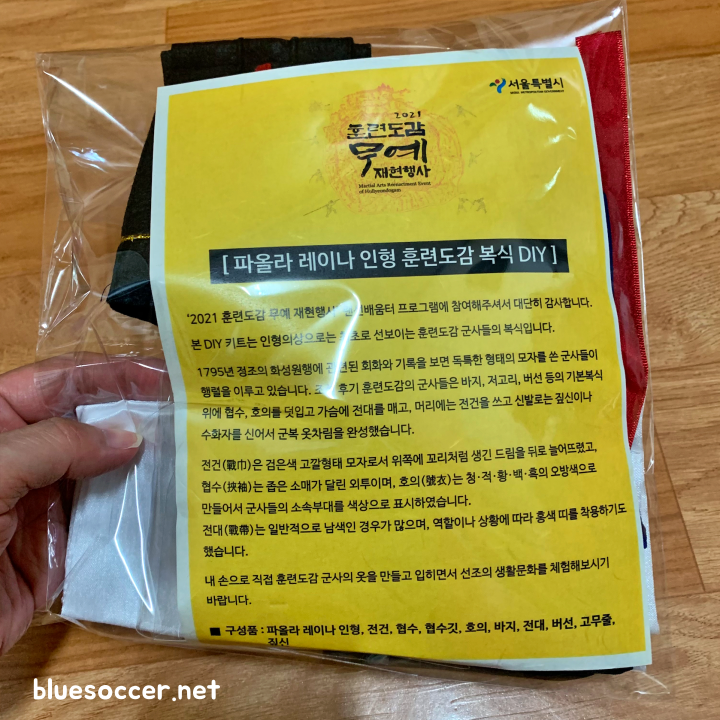 서울특별시
SEOUL METROPOLITAN GOVERNMENT
2021
훈련도감
무예
재현행사
Martial Arts Reenactment Event
of Hullyeondogam
[ 파올라 레이나 인형 훈련도감 복식 DIY ]
'2021 훈련도감 무예 재현행사' 배움터 프로그램에 참여해주셔서 대단히 감사합니다.
본 DIY 키트는 인형의상으로는 선보이는 훈련도감 군사들의 복식입니다.
1795년 정조의 화성원행에 관련된 회화와 기록을 보면 독특한 형태의 모자를 쓴 군사들이
행렬을 이루고 있습니다. 후기 훈련도감의 군사들은 바지, 저고리, 버선 등의 기본복식
위에 협수, 호의를 덧입고 가슴에 전대를 매고, 머리에는 전건을 쓰고 신발로는 짚신이나
수화자를 신어서 군복 옷차림을 완성했습니다.
전건(戰巾)은 검은색 고깔형태 모자로서 위쪽에 꼬리처럼 생긴 드림을 뒤로 늘어뜨렸고,
협수(挾袖)는 좁은 소매가 달린 외투이며, 호의(號衣)는 청·적·황·백·흑의 오방색으로
만들어서 군사들의 소속부대를 색상으로 표시하였습니다.
전대(戰帶)는 일반적으로 남색인 경우가 많으며, 역할이나 상황에 따라 홍색 띠를 착용하기도
했습니다.
내 손으로 직접 훈련도감 군사의 옷을 만들고 입히면서 선조의 생활문화를 체험해보시기
바랍니다.
■ 구성품 : 파올라 레이나 인형, 전건, 협수, 협수깃, 호의, 바지, 전대, 버선, 고무줄,
짚신
bluesoccer.net